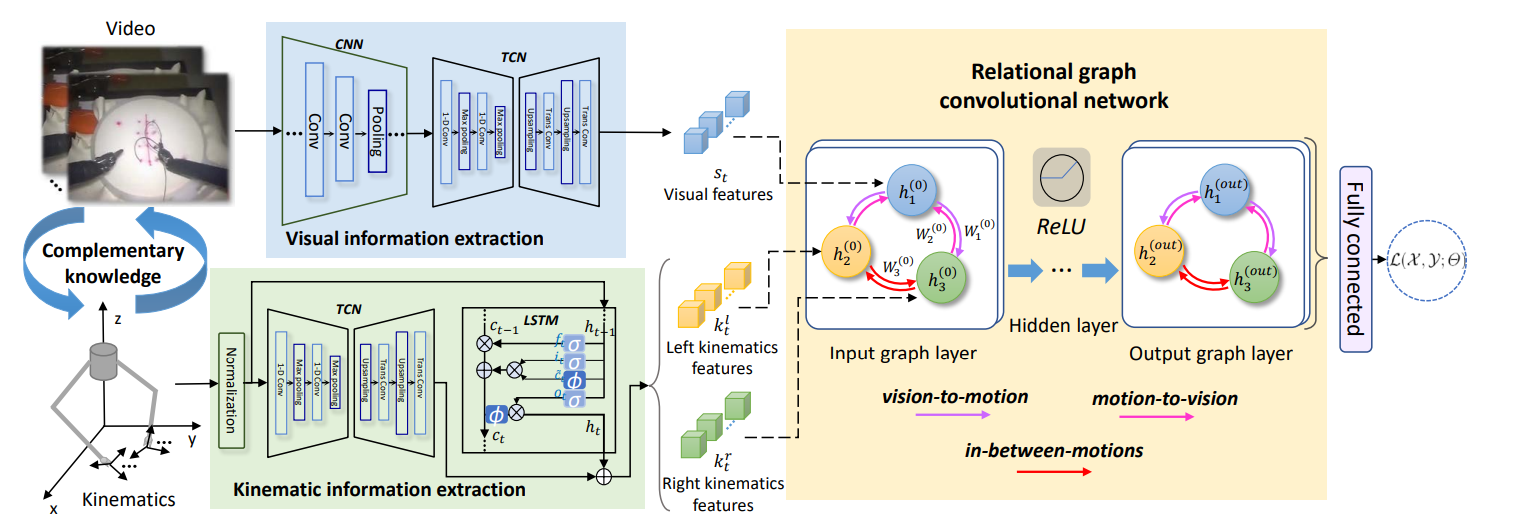 Video
Complementary
knowledge
z
y
x
...
...
Kinematics
CNN
...
Conv
Conv
Pooling
...
TCN
1-D Conv
Max pooling
1-D Conv
Max pooling
Upsampling
Trans Conv
Upsampling
Trans Conv
Visual information extraction
Normalization
TCN
1-D Conv
Max pooling
1-D Conv
Max pooling
Upsampling
Trans Conv
Upsampling
Trans Conv
LSTM
c_{t-1}
h_{t-1}
σ
σ
ϕ
σ
ϕ
c_t
h_t
Kinematic information extraction
s_t
Visual features
k_t^l
Left kinematics
features
k_t^r
Right kinematics
features
Relational graph
convolutional network
h_1^{(0)}
h_2^{(0)}
h_3^{(0)}
W_2^{(0)}
W_1^{(0)}
W_3^{(0)}
Input graph layer
ReLU
...
Hidden layer
h_1^{(out)}
h_2^{(out)}
h_3^{(out)}
Output graph layer
vision-to-motion
motion-to-vision
in-between-motions
Fully connected
ℒ(𝒳, 𝒴; Θ)